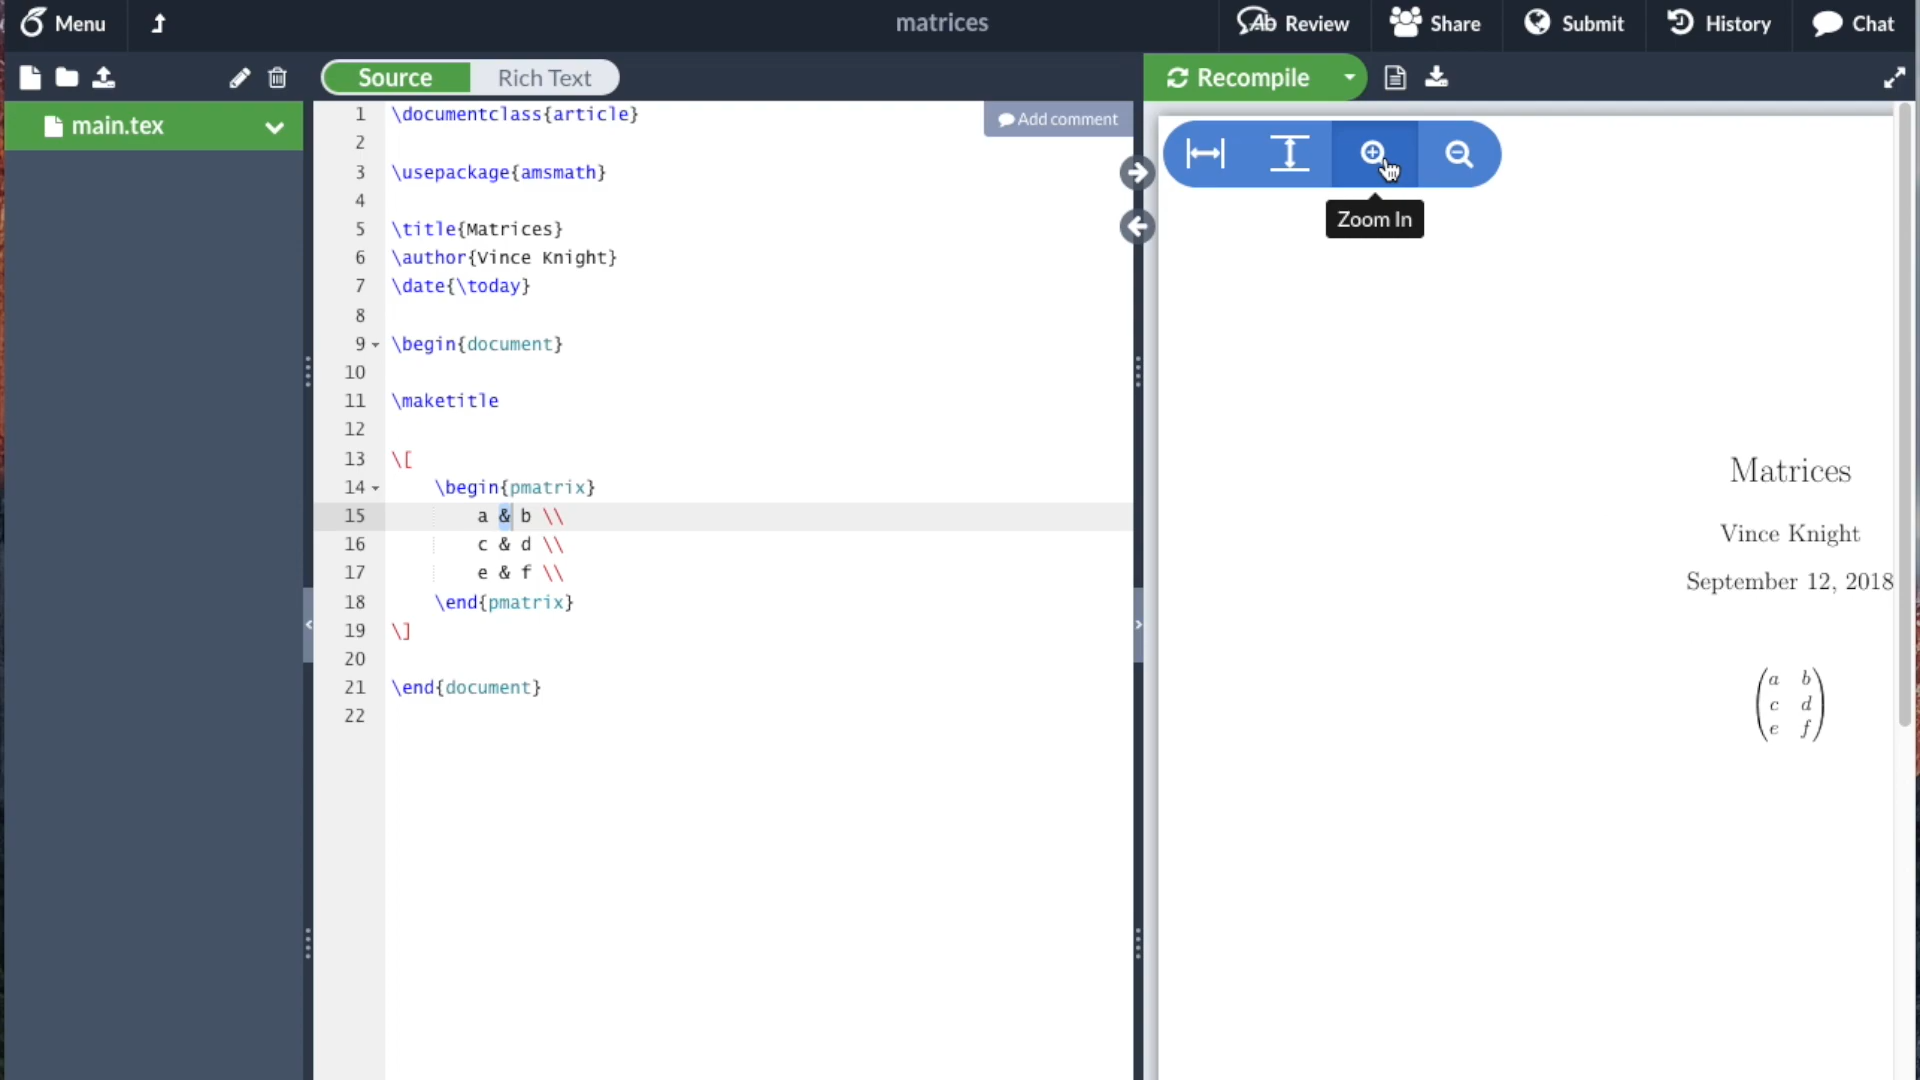 Menu
matrices
Review
Share
Submit
History
Chat
Source
Rich Text
Recompile
main.tex
Add comment
1 \documentclass{article}
2
3 \usepackage{amsmath}
4
5 \title{Matrices}
6 \author{Vince Knight}
7 \date{\today}
8
9 \begin{document}
10
11 \maketitle
12
13 \[
14 \begin{pmatrix}
15 a & b \\
16 c & d \\
17 e & f \\
18 \end{pmatrix}
19 \]
20
21 \end{document}
22
Zoom In
Matrices
Vince Knight
September 12, 2018
a b
c d
e f